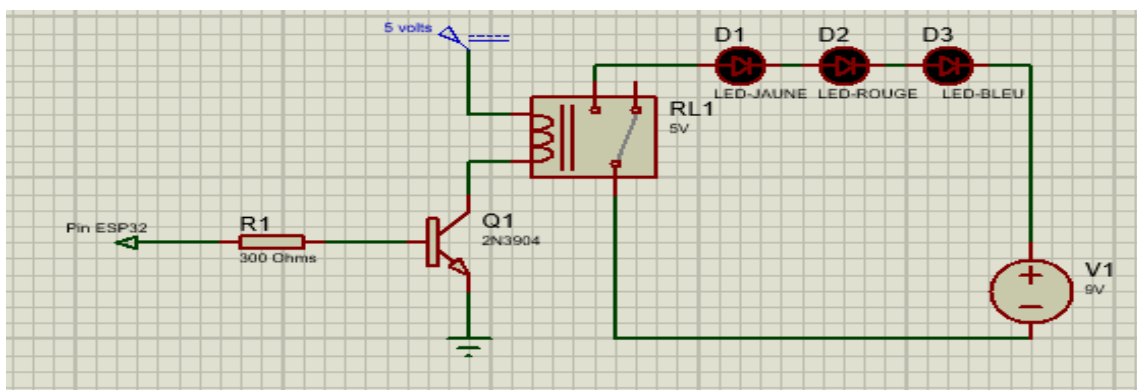 5 volts
D1
D2
D3
LED-JAUNE
LED-ROUGE
LED-BLEU
RL1
5V
Pin ESP32
R1
300 Ohms
Q1
2N3904
V1
9V